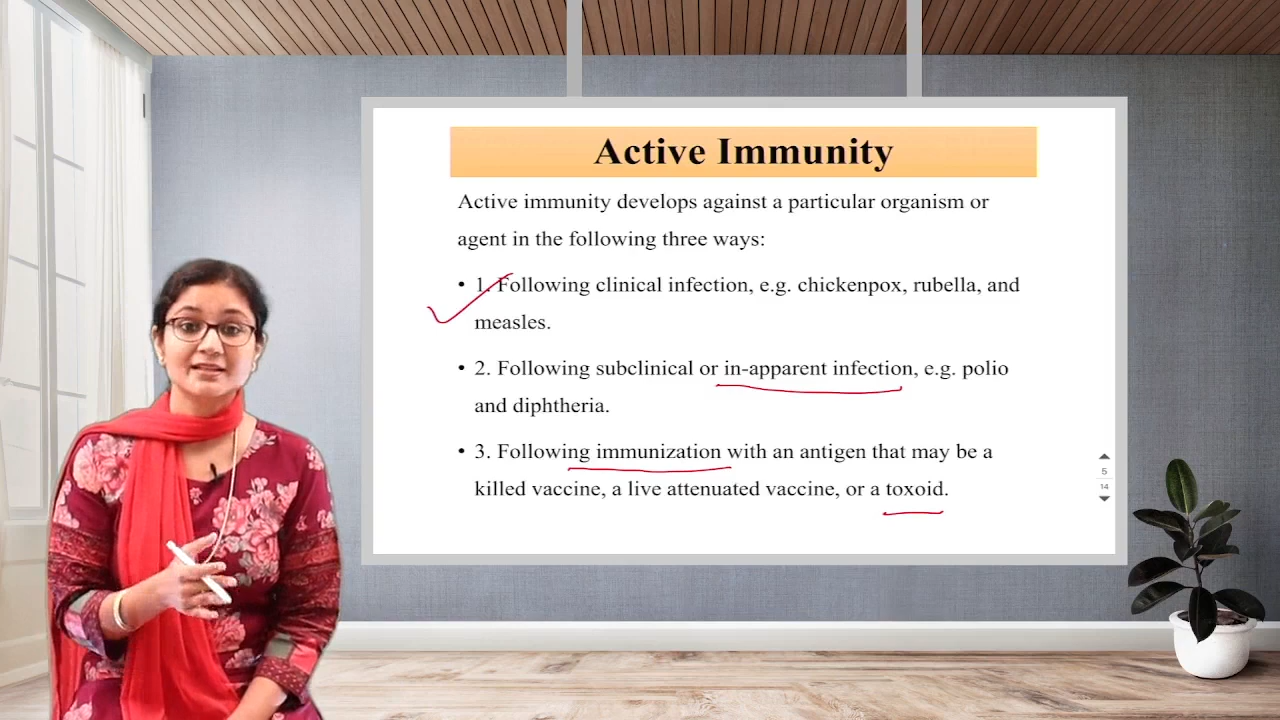 Active Immunity
Active immunity develops against a particular organism or
agent in the following three ways:
• 1. Following clinical infection, e.g. chickenpox, rubella, and
measles.
• 2. Following subclinical or in-apparent infection, e.g. polio
and diphtheria.
• 3. Following immunization with an antigen that may be a
killed vaccine, a live attenuated vaccine, or a toxoid.
5
14